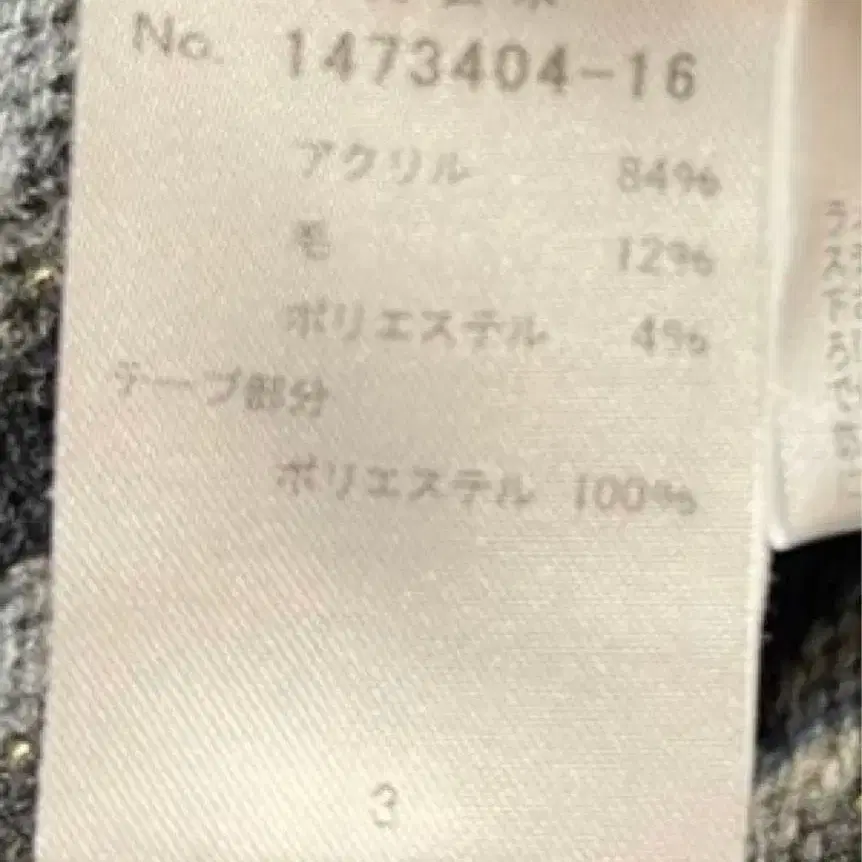 No. 1473404-16
アクリル 84%
毛 12%
ポリエステル 4%
テープ部分
ポリエステル 100%
3